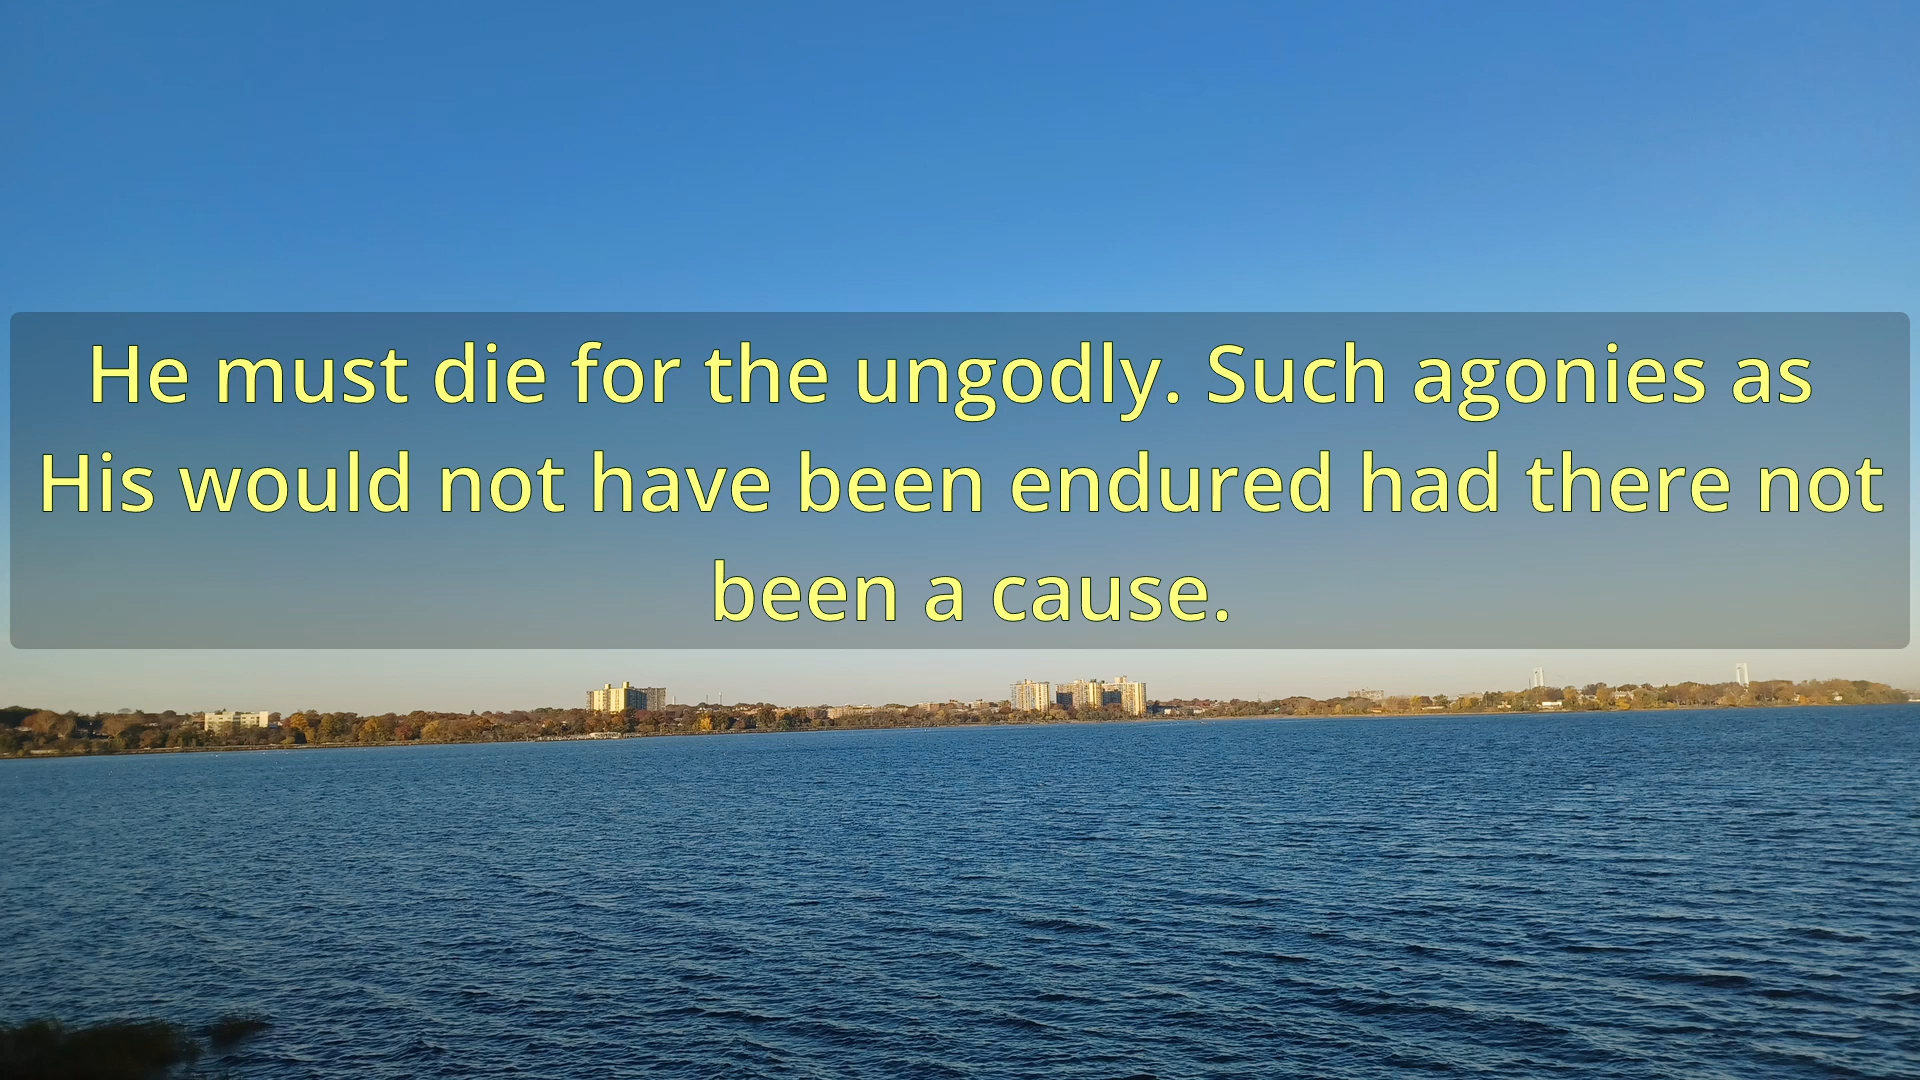 He must die for the ungodly. Such agonies as
His would not have been endured had there not
been a cause.